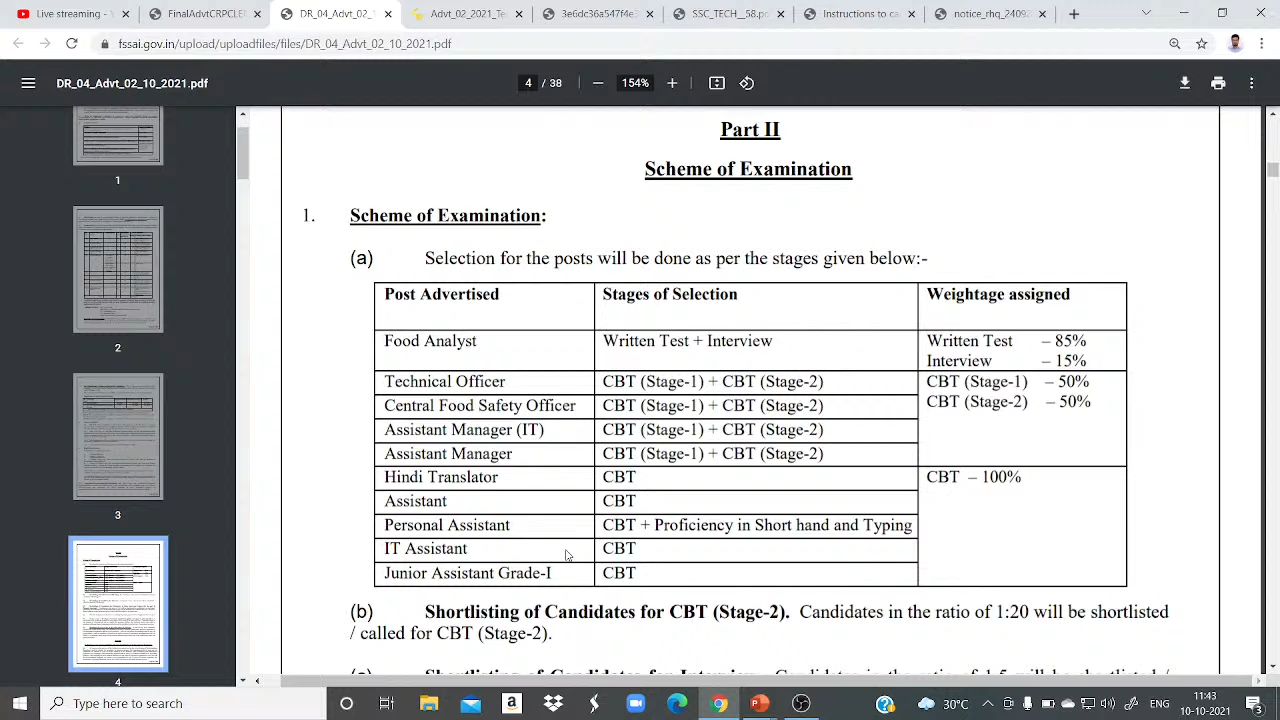 Live streaming -
FinalAdvtCRPCLE
DR_04_Advt_02_1
Advt
2021_Te
3e6dc36a547f4e
SSC
L_58.p
Instructions to ca
notice_rhq_2409
fssai.gov.in/upload/uploadfiles/files/DR_04_Advt_02_10_2021.pdf
DR_04_Advt_02_10_2021.pdf
4 / 38
154%
Part II
Scheme of Examination
1. Scheme of Examination:
(a) Selection for the posts will be done as per the stages given below:-
Post Advertised Stages of Selection Weightage assigned
Food Analyst Written Test + Interview Written Test – 85%
Interview – 15%
Technical Officer CBT (Stage-1) + CBT (Stage-2) CBT (Stage-1) – 50%
Central Food Safety Officer CBT (Stage-1) + CBT (Stage-2) CBT (Stage-2) – 50%
Assistant Manager (IT) CBT (Stage-1) + CBT (Stage-2)
Assistant Manager CBT (Stage-1) + CBT (Stage-2)
Hindi Translator CBT CBT – 100%
Assistant CBT
Personal Assistant CBT + Proficiency in Short hand and Typing
IT Assistant CBT
Junior Assistant Grade-I CBT
(b) Shortlisting of Candidates for CBT (Stage-2). Candidates in the ratio of 1:20 will be shortlisted
/ called for CBT (Stage-2).
1
2
3
4
Type here to search
30°C
ENG
11:43
10-10-2021
2